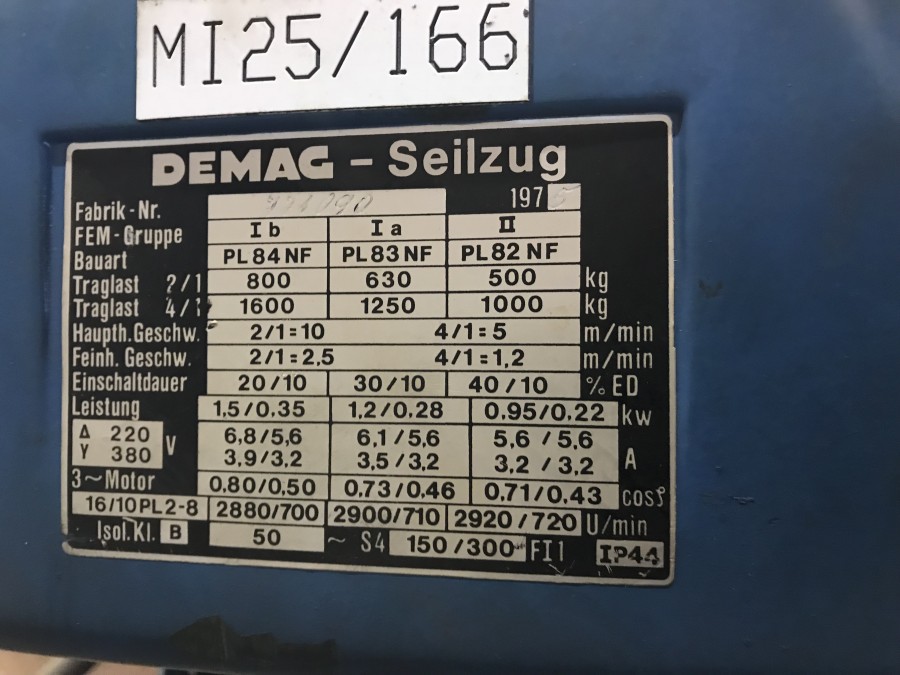 MI25/166
DEMAG - Seilzug
Fabrik-Nr. 197
FEM-Gruppe Ib Ia II
Bauart PL84NF PL83NF PL82NF
Traglast 2/1 800 630 500 kg
Traglast 4/1 1600 1250 1000 kg
Haupth.Geschw. 2/1=10 4/1=5 m/min
Feinh. Geschw. 2/1=2,5 4/1=1,2 m/min
Einschaltdauer 20/10 30/10 40/10 % ED
Leistung 1,5/0,35 1,2/0.28 0.95/0.22 kw
Δ 220 V 6,8/5,6 6,1/5,6 5,6 / 5,6 A
Y 380 3.9/3,2 3,5/3,2 3,2 / 3,2
3~Motor 0.80/0,50 0.73/0.46 0.71/0.43 cosφ
16/10PL2-8 2880/700 2900/710 2920/720 U/min
Isol.Kl. B 50 ~ S4 150/300 FI1 IP44